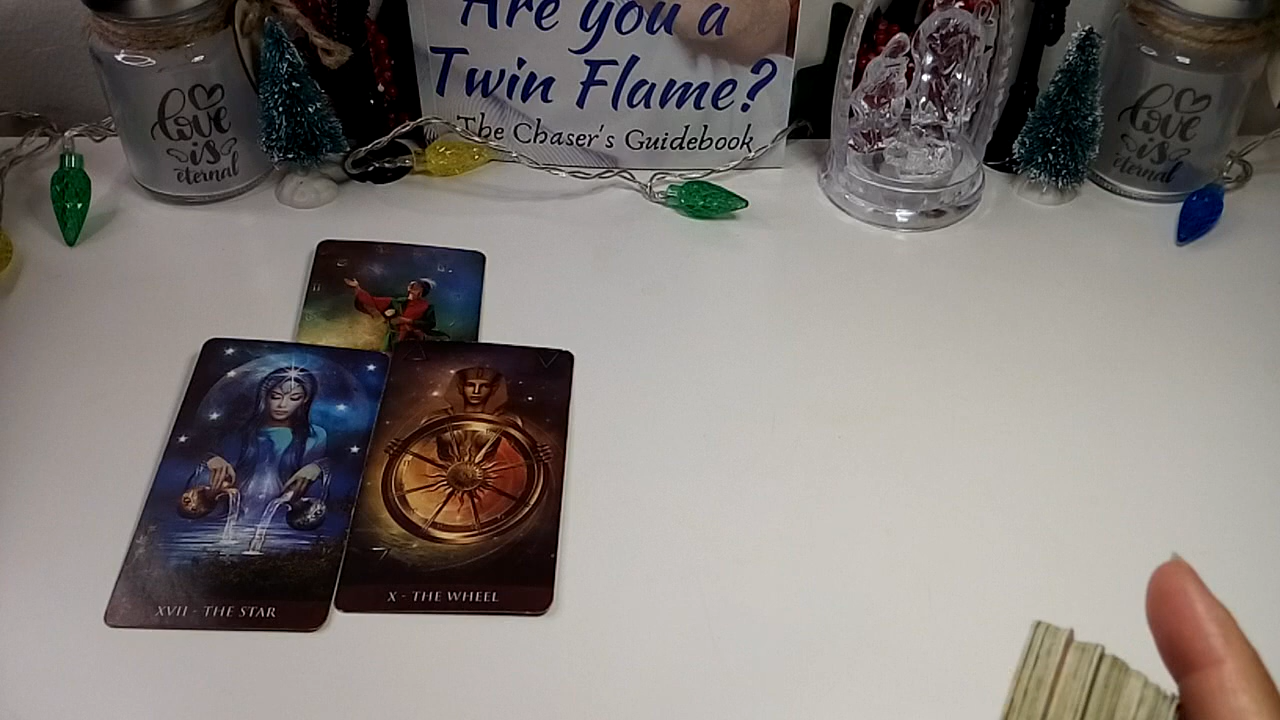 Are you a
Twin Flame?
The Chaser's Guidebook
love
is
eternal
love
is
eternal
XVII - THE STAR
X - THE WHEEL